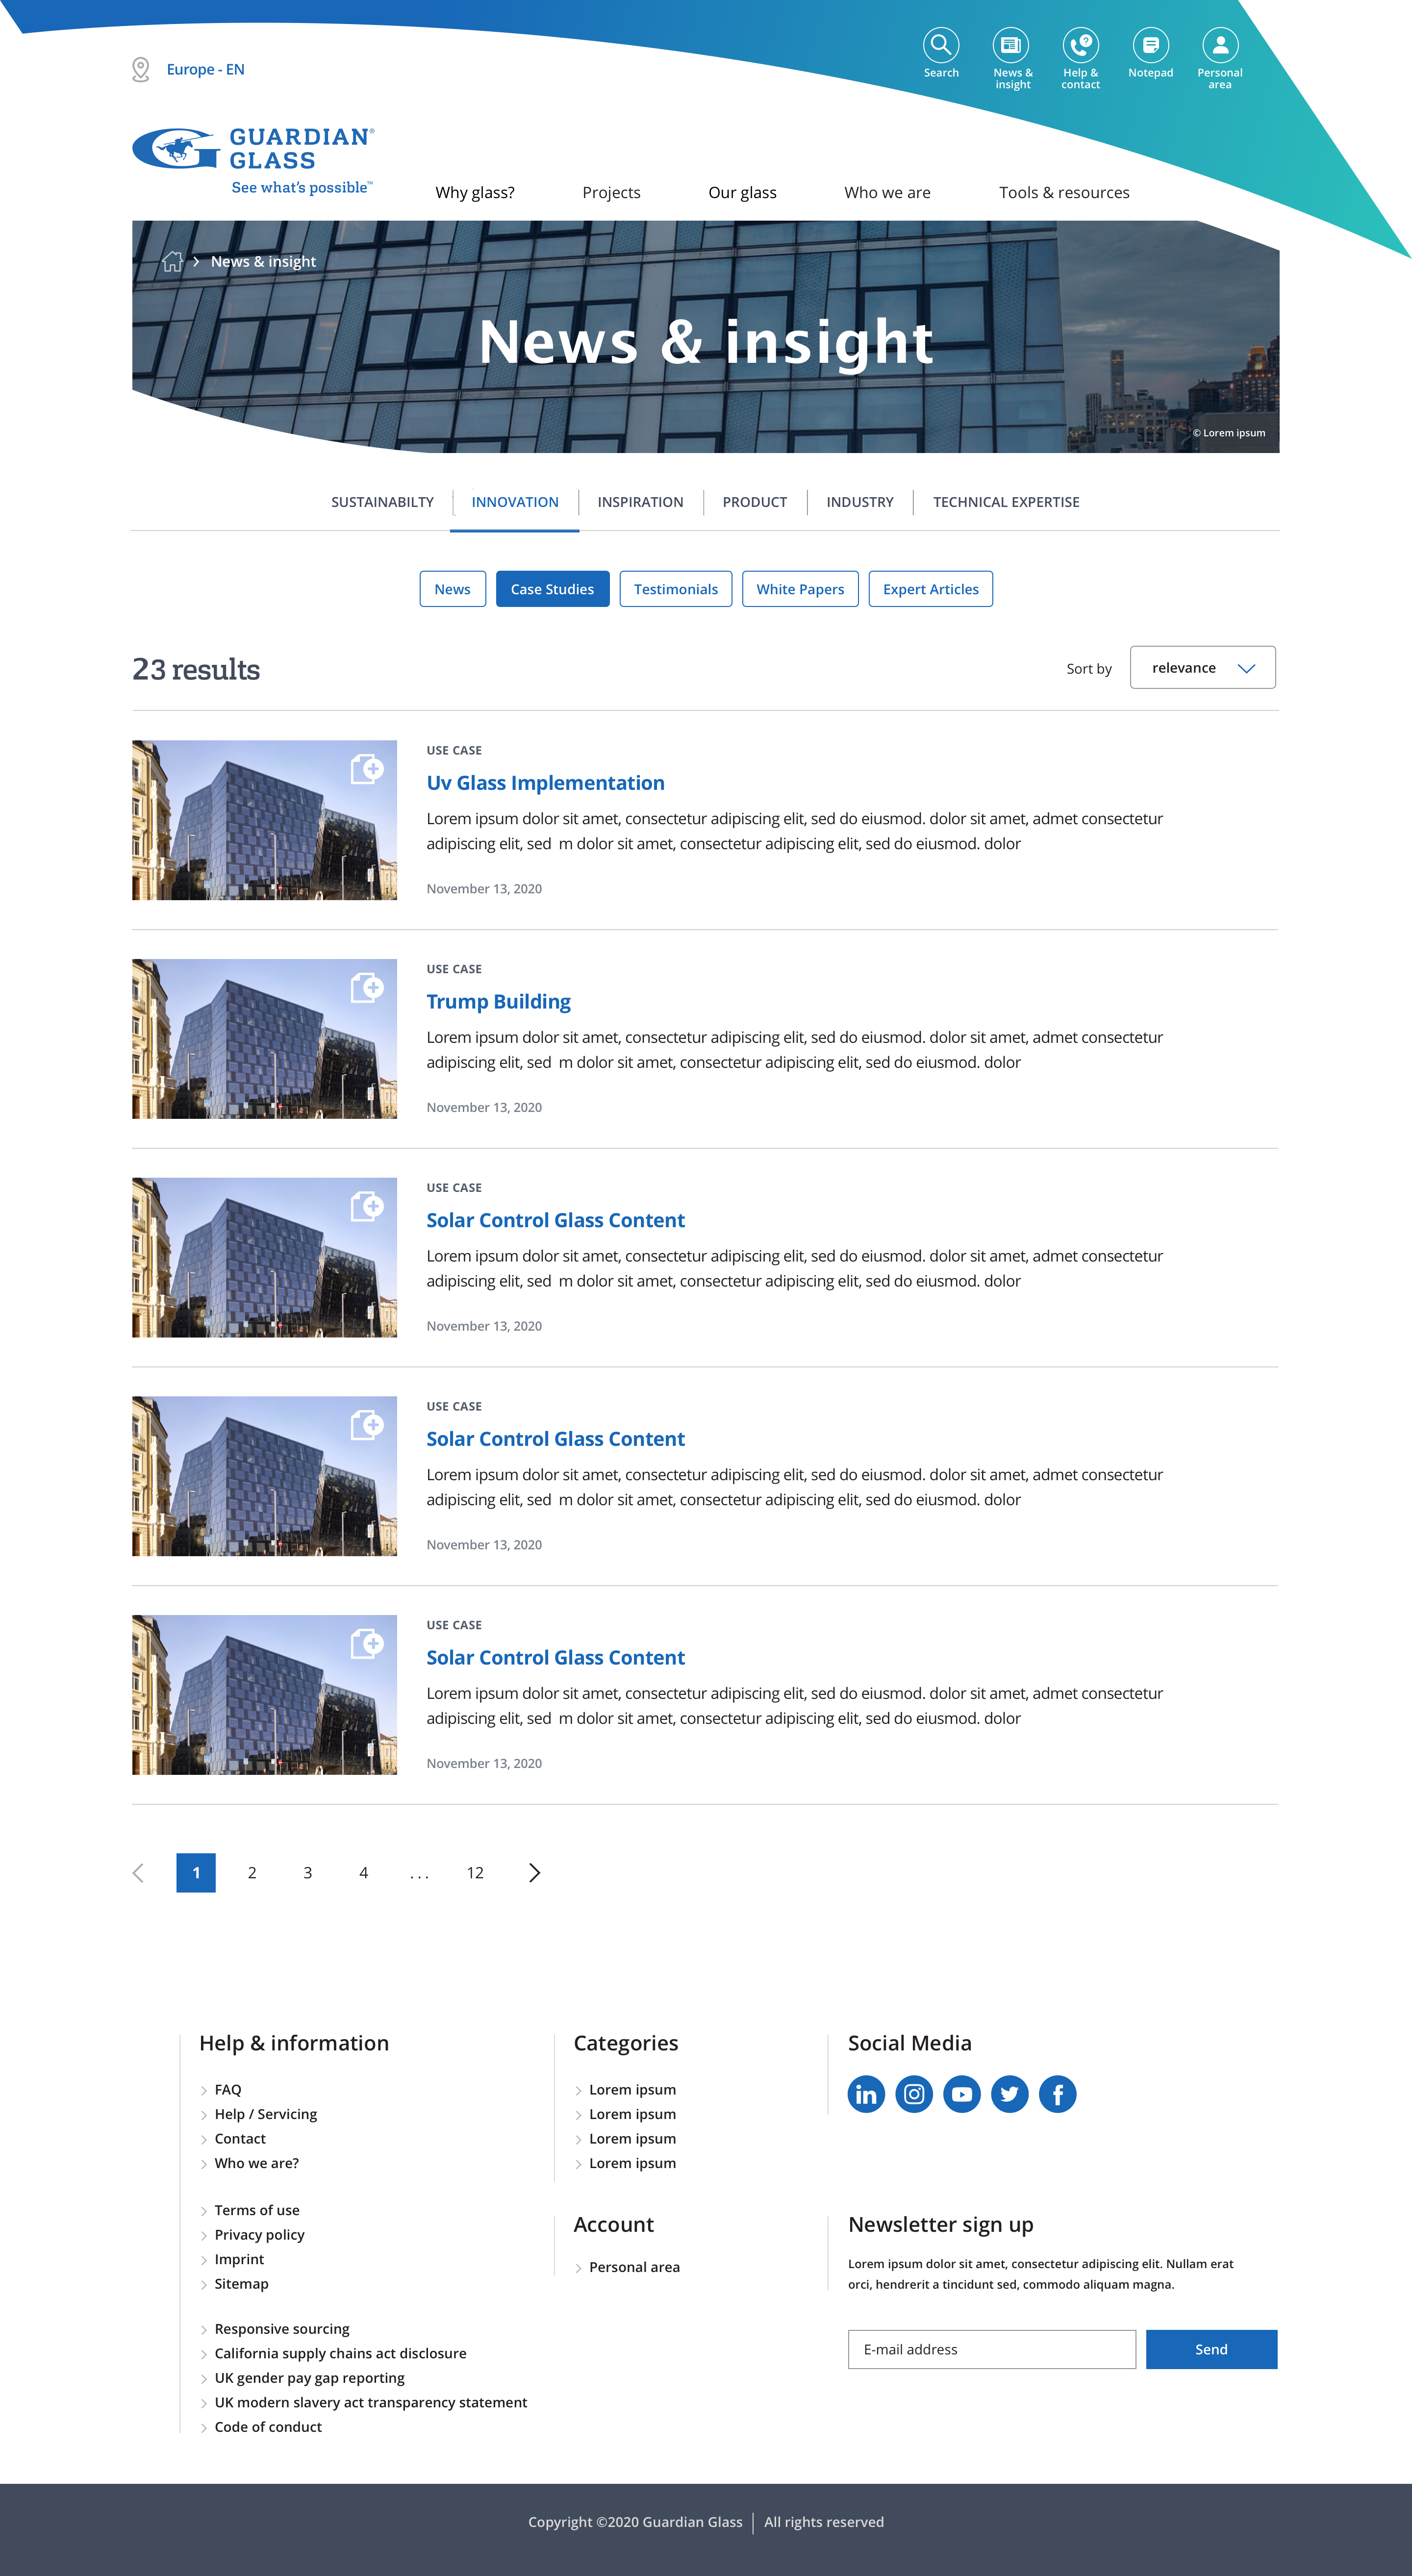 Search
News &
insight
Help &
contact
Notepad
Personal
area
Europe - EN
GUARDIAN®
GLASS
See what's possible™
Why glass?
Projects
Our glass
Who we are
Tools & resources
News & insight
News & insight
© Lorem ipsum
SUSTAINABILTY
INNOVATION
INSPIRATION
PRODUCT
INDUSTRY
TECHNICAL EXPERTISE
News
Case Studies
Testimonials
White Papers
Expert Articles
23 results
Sort by
relevance
USE CASE
Uv Glass Implementation
Lorem ipsum dolor sit amet, consectetur adipiscing elit, sed do eiusmod. dolor sit amet, admet consectetur
adipiscing elit, sed m dolor sit amet, consectetur adipiscing elit, sed do eiusmod. dolor
November 13, 2020
USE CASE
Trump Building
Lorem ipsum dolor sit amet, consectetur adipiscing elit, sed do eiusmod. dolor sit amet, admet consectetur
adipiscing elit, sed m dolor sit amet, consectetur adipiscing elit, sed do eiusmod. dolor
November 13, 2020
USE CASE
Solar Control Glass Content
Lorem ipsum dolor sit amet, consectetur adipiscing elit, sed do eiusmod. dolor sit amet, admet consectetur
adipiscing elit, sed m dolor sit amet, consectetur adipiscing elit, sed do eiusmod. dolor
November 13, 2020
USE CASE
Solar Control Glass Content
Lorem ipsum dolor sit amet, consectetur adipiscing elit, sed do eiusmod. dolor sit amet, admet consectetur
adipiscing elit, sed m dolor sit amet, consectetur adipiscing elit, sed do eiusmod. dolor
November 13, 2020
USE CASE
Solar Control Glass Content
Lorem ipsum dolor sit amet, consectetur adipiscing elit, sed do eiusmod. dolor sit amet, admet consectetur
adipiscing elit, sed m dolor sit amet, consectetur adipiscing elit, sed do eiusmod. dolor
November 13, 2020
1 2 3 4 ... 12
Help & information
FAQ
Help / Servicing
Contact
Who we are?
Terms of use
Privacy policy
Imprint
Sitemap
Responsive sourcing
California supply chains act disclosure
UK gender pay gap reporting
UK modern slavery act transparency statement
Code of conduct
Categories
Lorem ipsum
Lorem ipsum
Lorem ipsum
Lorem ipsum
Account
Personal area
Social Media
Newsletter sign up
Lorem ipsum dolor sit amet, consectetur adipiscing elit. Nullam erat
orci, hendrerit a tincidunt sed, commodo aliquam magna.
E-mail address
Send
Copyright ©2020 Guardian Glass
All rights reserved